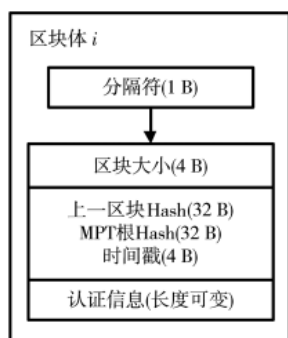 区块体 i
分隔符(1 B)
区块大小(4 B)
上一区块Hash(32 B)
MPT根Hash(32 B)
时间戳(4 B)
认证信息(长度可变)